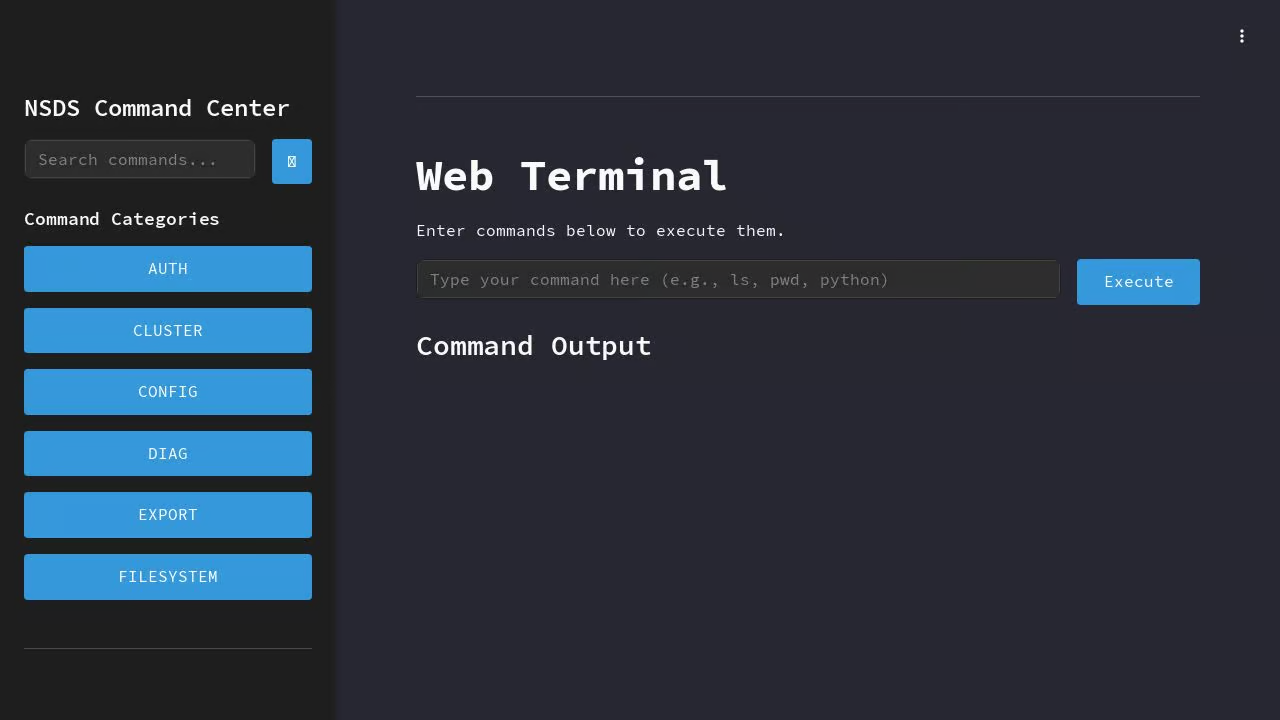 NSDS Command Center
Search commands...
Command Categories
AUTH
CLUSTER
CONFIG
DIAG
EXPORT
FILESYSTEM
Web Terminal
Enter commands below to execute them.
Type your command here (e.g., ls, pwd, python)
Execute
Command Output